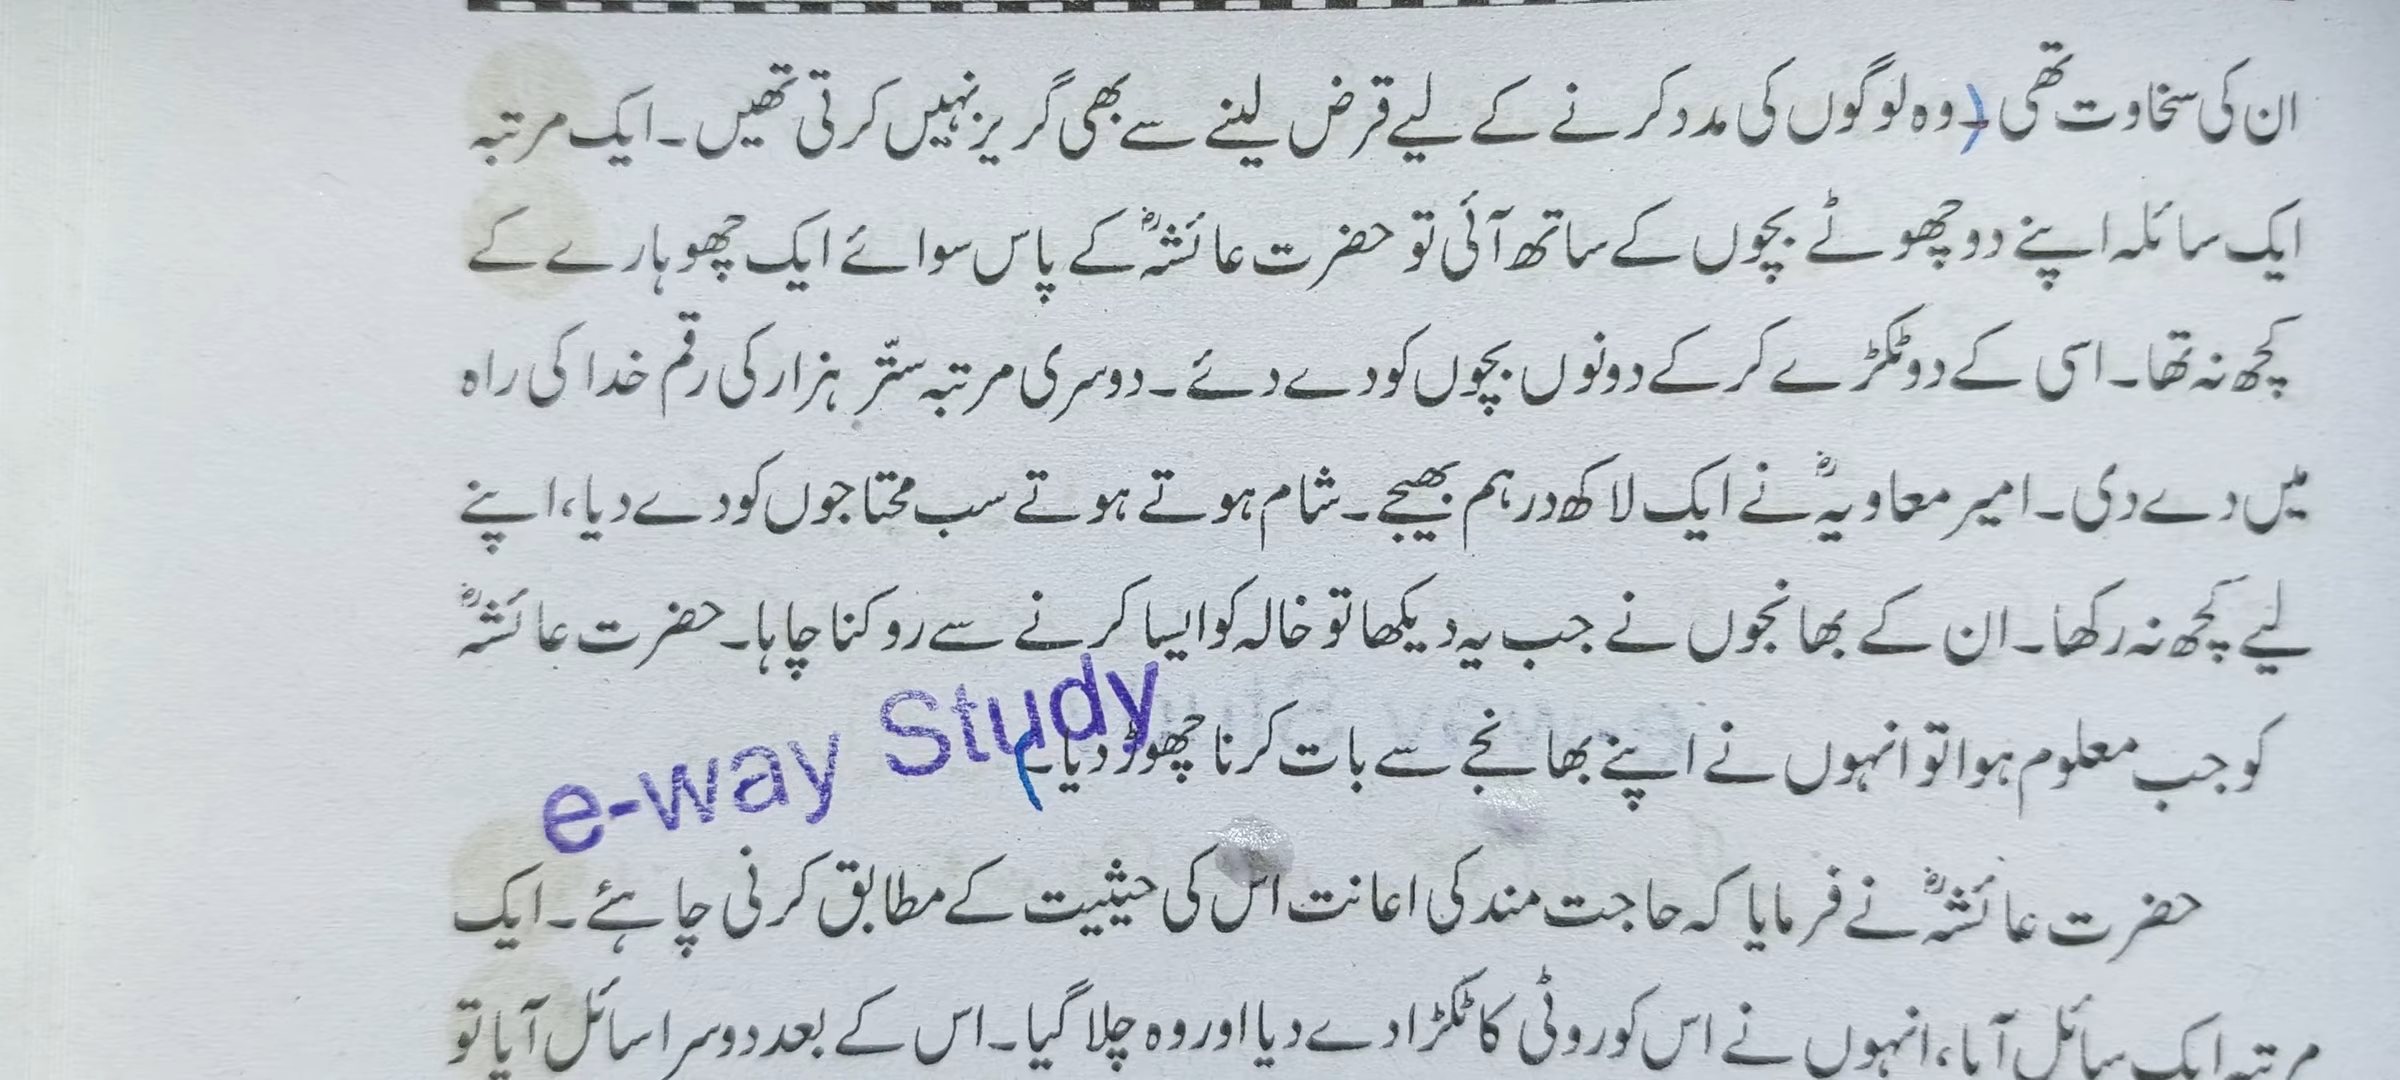 ان کی سخاوت تھی۔ وہ لوگوں کی مدد کرنے کے لیے قرض لینے سے بھی گریز نہیں کرتی تھیں۔ ایک مرتبہ
ایک سائلہ اپنے دو چھوٹے بچوں کے ساتھ آئی تو حضرت عائشہؓ کے پاس سوائے ایک چھوہارے کے
کچھ نہ تھا۔ اسی کے دو ٹکڑے کر کے دونوں بچوں کو دے دئے۔ دوسری مرتبہ ستّر ہزار کی رقم خدا کی راہ
میں دے دی۔ امیر معاویہؓ نے ایک لاکھ درہم بھیجے۔ شام ہوتے ہوتے سب محتاجوں کو دے دیا، اپنے
لیے کچھ نہ رکھا۔ ان کے بھانجوں نے جب یہ دیکھا تو خالہ کو ایسا کرنے سے روکنا چاہا۔ حضرت عائشہؓ
کو جب معلوم ہوا تو انہوں نے اپنے بھانجے سے بات کرنا چھوڑ دیا۔
e-way Study
حضرت عائشہؓ نے فرمایا کہ حاجت مند کی اعانت اس کی حیثیت کے مطابق کرنی چاہئے۔ ایک
مرتبہ ایک سائل آیا، انہوں نے اس کو روٹی کا ٹکڑا دے دیا اور وہ چلا گیا۔ اس کے بعد دوسرا سائل آیا تو